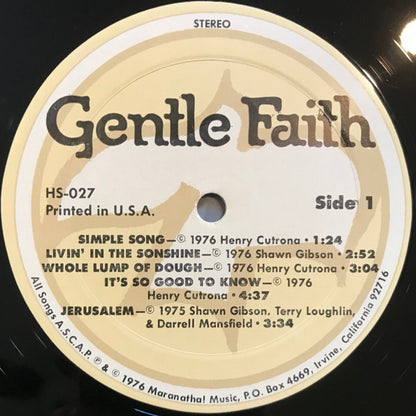 STEREO
Gentle Faith
HS-027
Printed in U.S.A.
Side 1
SIMPLE SONG—© 1976 Henry Cutrona • 1:24
LIVIN' IN THE SONSHINE—© 1976 Shawn Gibson • 2:52
WHOLE LUMP OF DOUGH—© 1976 Henry Cutrona • 3:04
IT'S SO GOOD TO KNOW—© 1976
Henry Cutrona • 4:37
JERUSALEM—© 1975 Shawn Gibson, Terry Loughlin,
& Darrell Mansfield • 3:34
All Songs A.S.C.A.P. ℗ & © 1976 Maranatha! Music, P.O. Box 4669, Irvine, California 92716